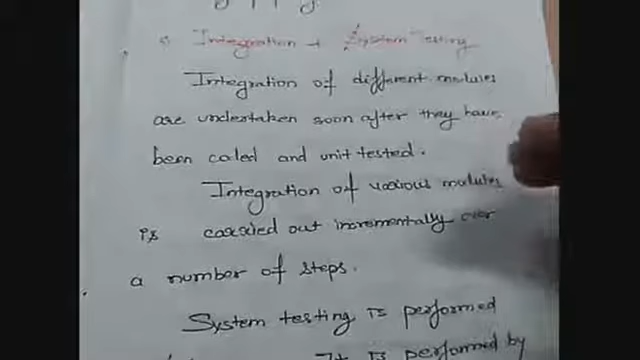 Integration + System Testing
Integration of different modules
are undertaken soon after they have
been coded and unit tested.
Integration of various modules
is carried out incrementally over
a number of steps.
System testing is performed
It is performed by